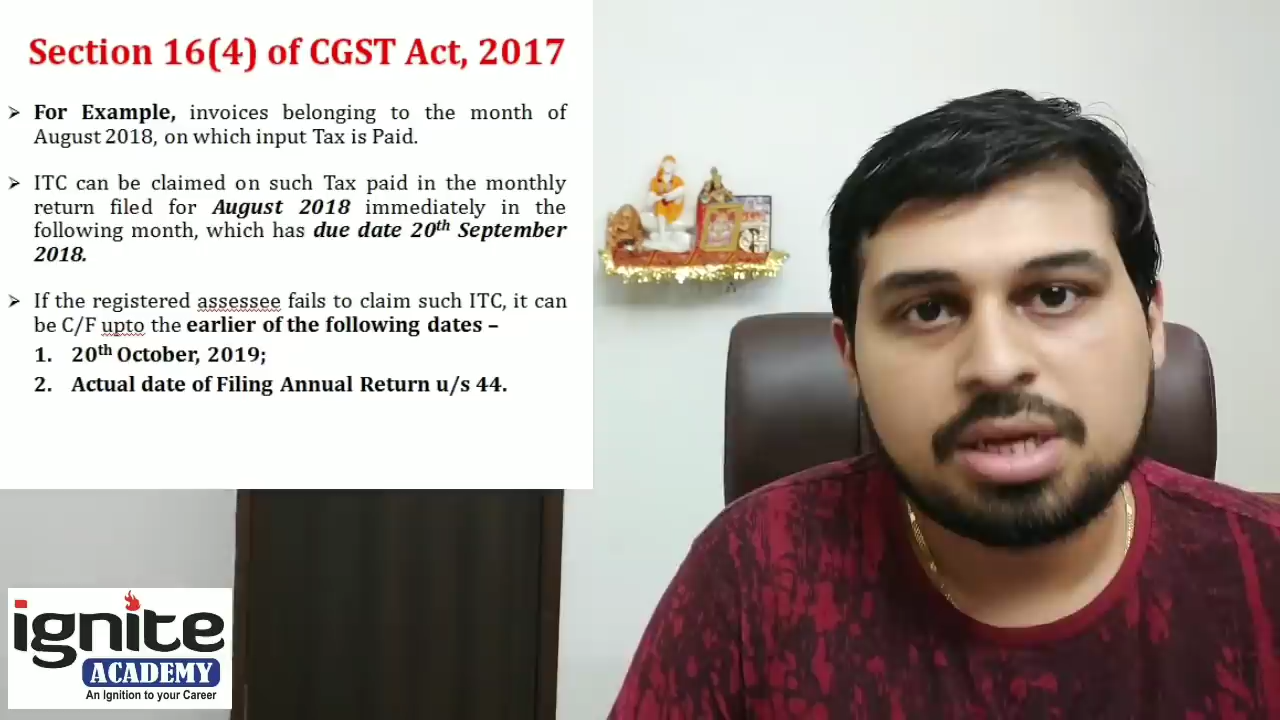 Section 16(4) of CGST Act, 2017
➢ For Example, invoices belonging to the month of
August 2018, on which input Tax is Paid.
➢ ITC can be claimed on such Tax paid in the monthly
return filed for August 2018 immediately in the
following month, which has due date 20th September
2018.
➢ If the registered assessee fails to claim such ITC, it can
be C/F upto the earlier of the following dates –
1. 20th October, 2019;
2. Actual date of Filing Annual Return u/s 44.
ignite
ACADEMY
An Ignition to your Career